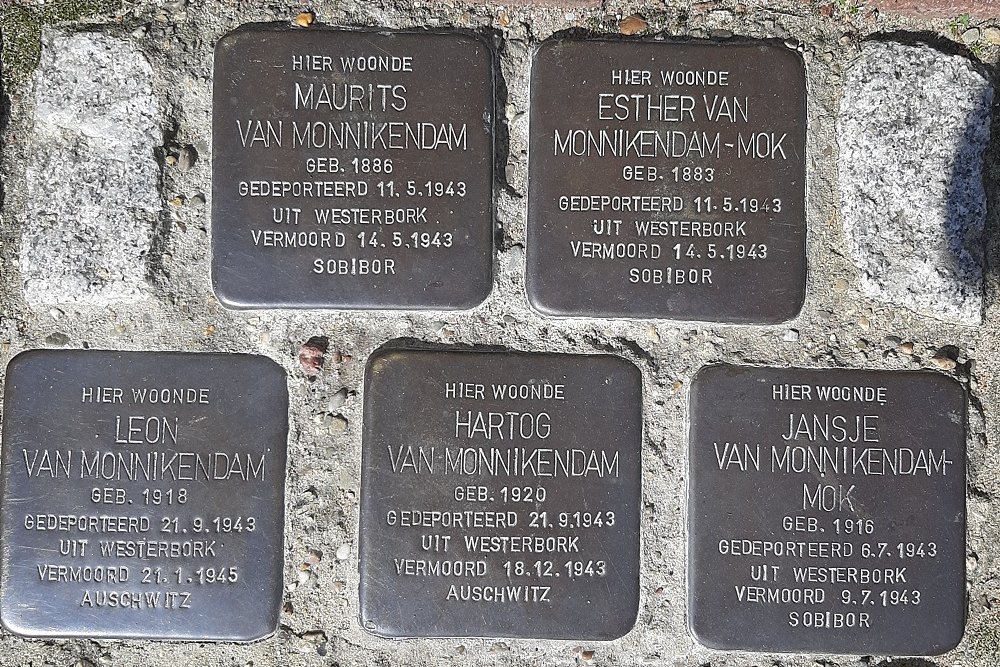 HIER WOONDE
MAURITS
VAN MONNIKENDAM
GEB. 1886
GEDEPORTEERD 11.5.1943
UIT WESTERBORK
VERMOORD 14.5.1943
SOBIBOR
HIER WOONDE
ESTHER VAN
MONNIKENDAM-MOK
GEB. 1883
GEDEPORTEERD 11.5.1943
UIT WESTERBORK
VERMOORD 14.5.1943
SOBIBOR
HIER WOONDE
LEON
VAN MONNIKENDAM
GEB. 1918
GEDEPORTEERD 21.9.1943
UIT WESTERBORK
VERMOORD 21.1.1945
AUSCHWITZ
HIER WOONDE
HARTOG
VAN MONNIKENDAM
GEB. 1920
GEDEPORTEERD 21.9.1943
UIT WESTERBORK
VERMOORD 18.12.1943
AUSCHWITZ
HIER WOONDE
JANSJE
VAN MONNIKENDAM-
MOK
GEB. 1916
GEDEPORTEERD 6.7.1943
UIT WESTERBORK
VERMOORD 9.7.1943
SOBIBOR